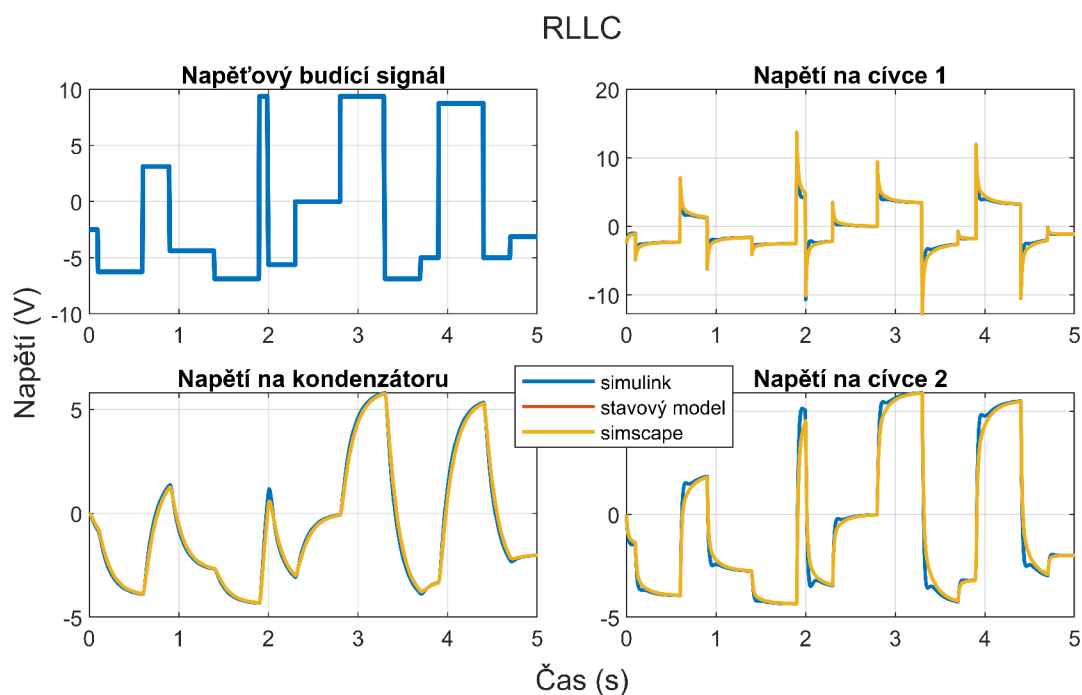 RLLC
Napěťový budící signál
10
5
0
-5
-10
0 1 2 3 4 5
Napětí na cívce 1
20
10
0
-10
0 1 2 3 4 5
Napětí (V)
Napětí na kondenzátoru
5
0
-5
0 1 2 3 4 5
simulink
stavový model
simscape
Napětí na cívce 2
5
0
-5
0 1 2 3 4 5
Čas (s)